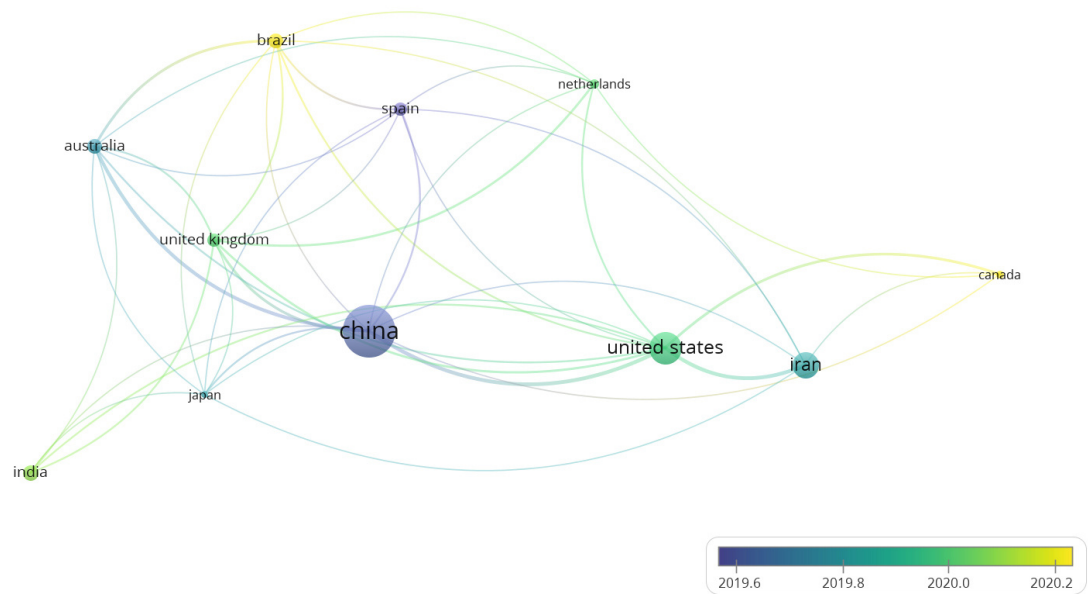 brazil
netherlands
spain
australia
united kingdom
canada
china
united states
iran
japan
india
2019.6
2019.8
2020.0
2020.2